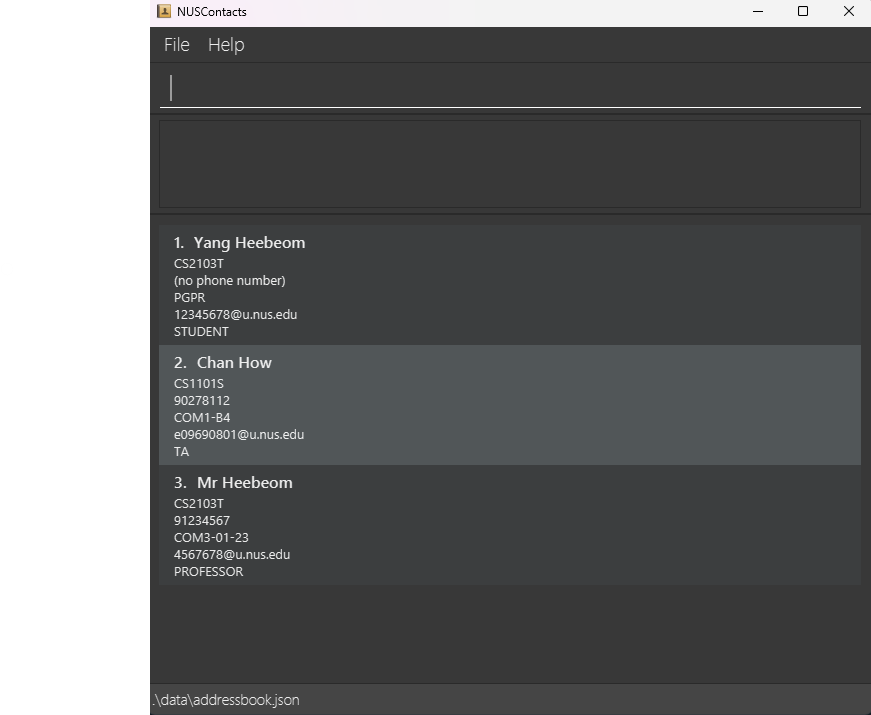 NUSContacts
File Help
1. Yang Heebeom
CS2103T
(no phone number)
PGPR
12345678@u.nus.edu
STUDENT
2. Chan How
CS1101S
90278112
COM1-B4
e09690801@u.nus.edu
TA
3. Mr Heebeom
CS2103T
91234567
COM3-01-23
4567678@u.nus.edu
PROFESSOR
.\data\addressbook.json